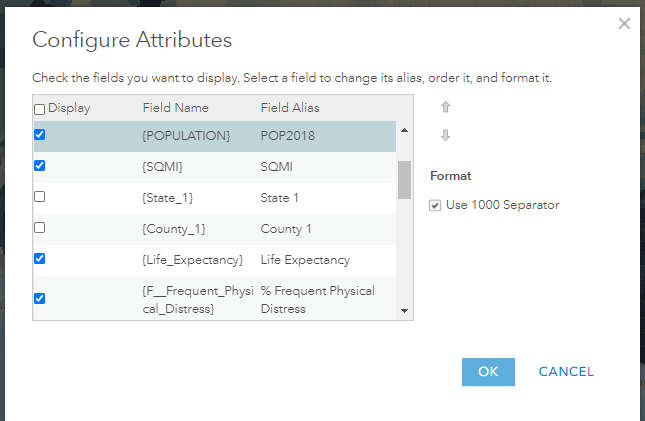 Configure Attributes
Check the fields you want to display. Select a field to change its alias, order it, and format it.
Display Field Name Field Alias
{POPULATION} POP2018
{SQMI} SQMI
{State_1} State 1
{County_1} County 1
{Life_Expectancy} Life Expectancy
{F__Frequent_Physi % Frequent Physical
cal_Distress} Distress
Format
Use 1000 Separator
OK CANCEL